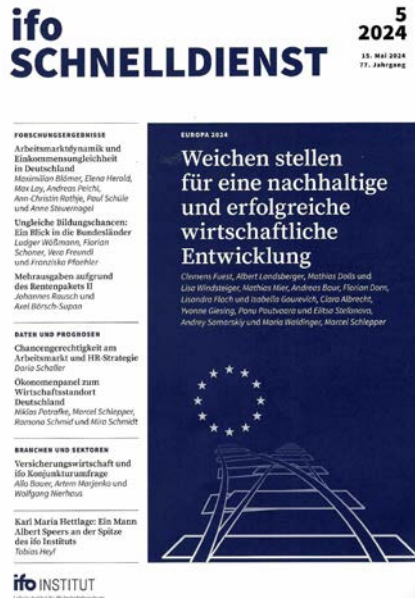 ifo
SCHNELLDIENST
5
2024
15. Mai 2024
77. Jahrgang
FORSCHUNGSERGEBNISSE
Arbeitsmarktdynamik und
Einkommensungleichheit
in Deutschland
Maximilian Blömer, Elena Herold,
Max Lay, Andreas Peichl,
Ann-Christin Rathje, Paul Schüle
und Anne Steuernagel
Ungleiche Bildungschancen:
Ein Blick in die Bundesländer
Ludger Wößmann, Florian
Schoner, Vera Freundl
und Franziska Pfaehler
Mehrausgaben aufgrund
des Rentenpakets II
Johannes Rausch und
Axel Börsch-Supan
DATEN UND PROGNOSEN
Chancengerechtigkeit am
Arbeitsmarkt und HR-Strategie
Daria Schaller
Ökonomenpanel zum
Wirtschaftsstandort
Deutschland
Niklas Potrafke, Marcel Schlepper,
Ramona Schmid und Mira Schmidt
BRANCHEN UND SEKTOREN
Versicherungswirtschaft und
ifo Konjunkturumfrage
Alla Bauer, Artem Marjenko und
Wolfgang Nierhaus
Karl Maria Hettlage: Ein Mann
Albert Speers an der Spitze
des ifo Instituts
Tobias Heyl
EUROPA 2024
Weichen stellen
für eine nachhaltige
und erfolgreiche
wirtschaftliche
Entwicklung
Clemens Fuest, Albert Landsberger, Mathias Dolls und
Lisa Windsteiger, Mathias Mier, Andreas Baur, Florian Dorn,
Lisandra Flach und Isabella Gourevich, Clara Albrecht,
Yvonne Giesing, Panu Poutvaara und Elitsa Stefanova,
Andrey Samarskiy und Maria Waldinger, Marcel Schlepper
ifo INSTITUT